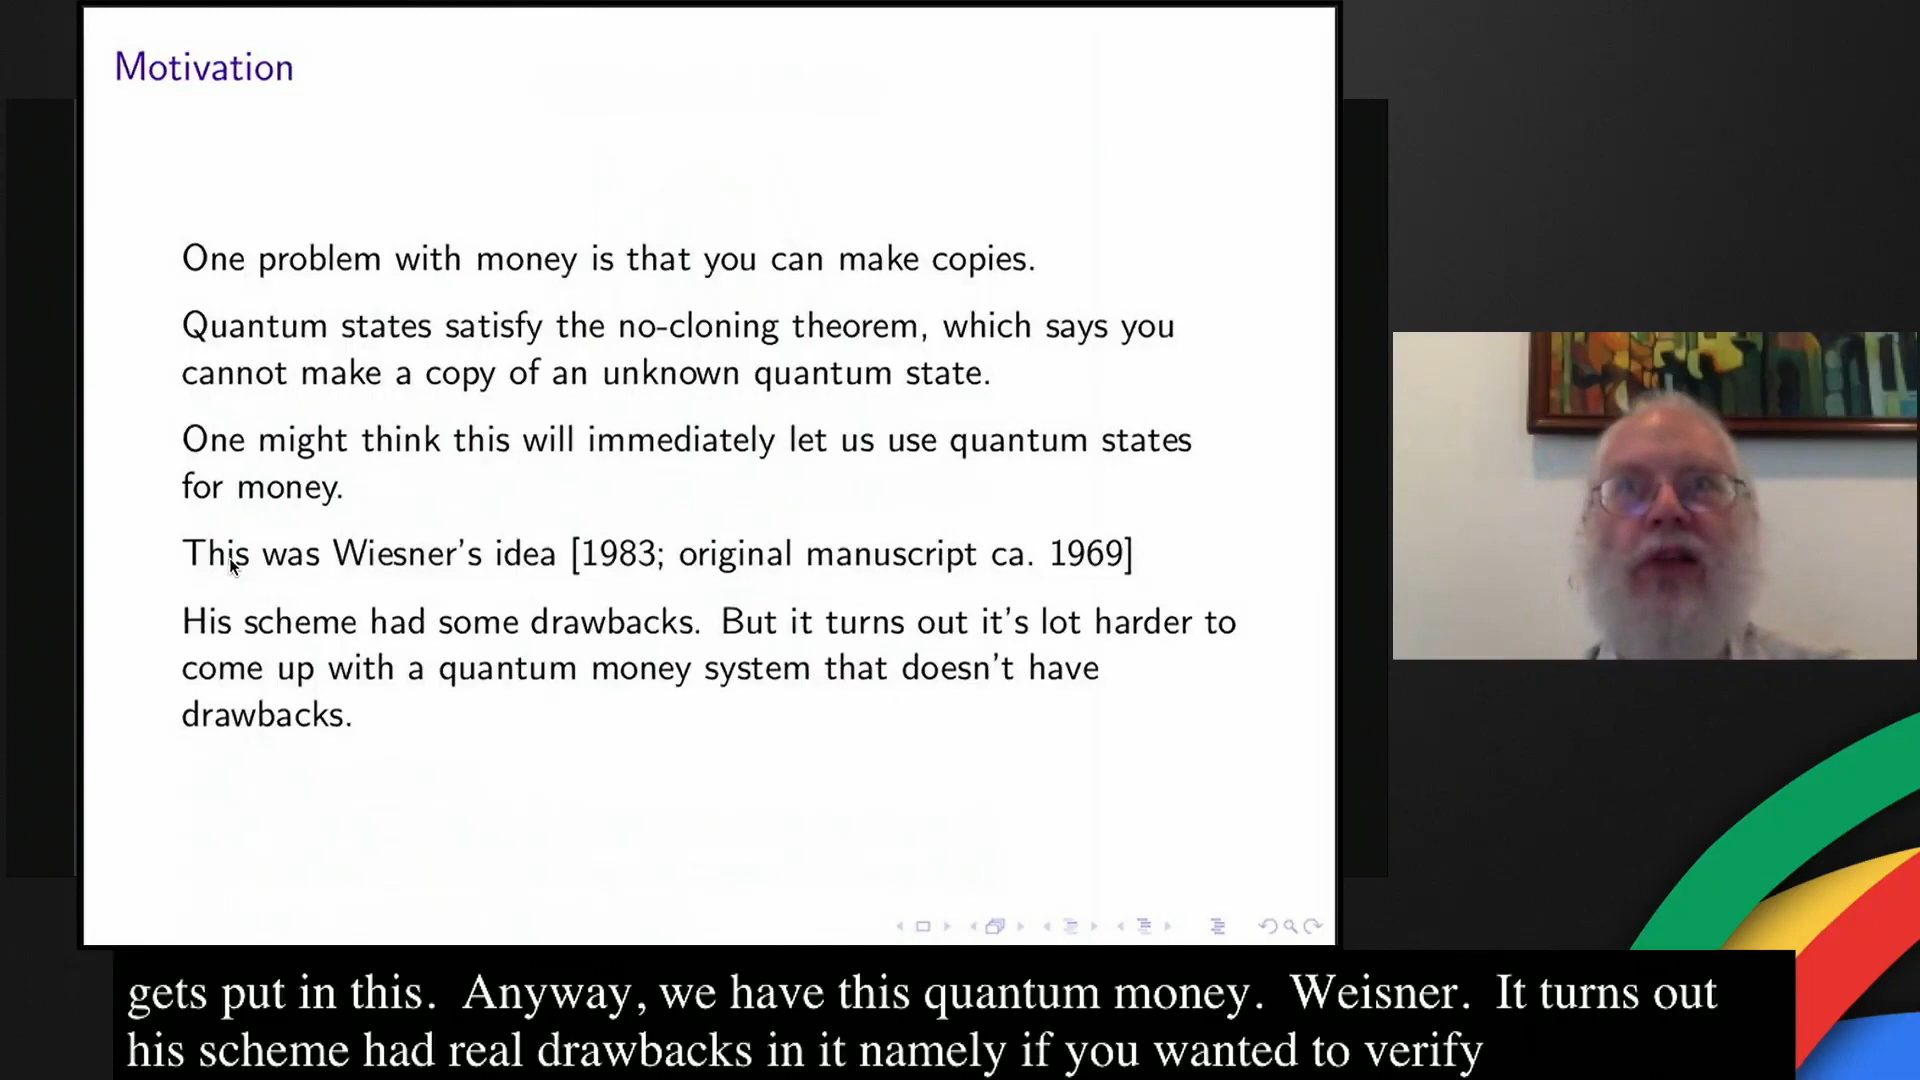 Motivation
One problem with money is that you can make copies.
Quantum states satisfy the no-cloning theorem, which says you
cannot make a copy of an unknown quantum state.
One might think this will immediately let us use quantum states
for money.
This was Wiesner's idea [1983; original manuscript ca. 1969]
His scheme had some drawbacks. But it turns out it's lot harder to
come up with a quantum money system that doesn't have
drawbacks.
gets put in this. Anyway, we have this quantum money. Weisner. It turns out
his scheme had real drawbacks in it namely if you wanted to verify